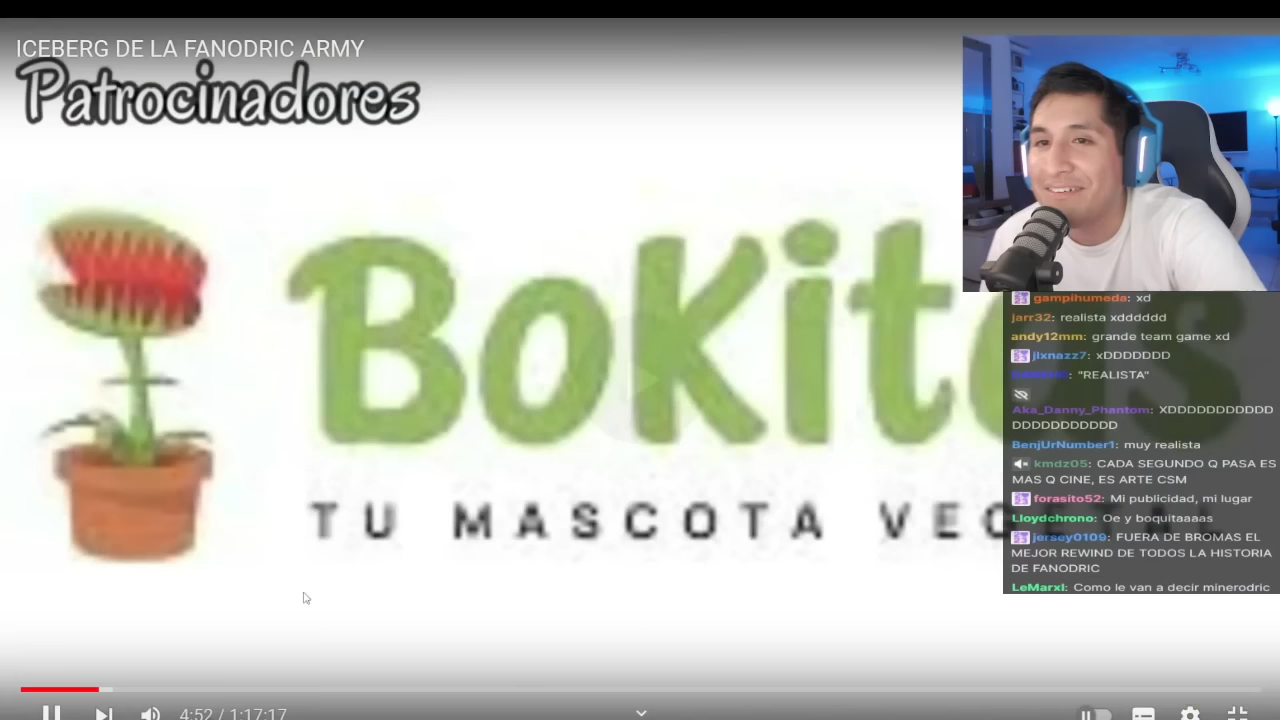 ICEBERG DE LA FANODRIC ARMY
Patrocinadores
BoKit
TU MASCOTA
gampihumeda: xd
jarr32: realista xdddddd
andy12mm: grande team game xd
jlxnazz7: xDDDDDDD
: "REALISTA"
Aka_Danny_Phantom: XDDDDDDDDDDD
DDDDDDDDDDD
BenjUrNumber1: muy realista
kmdz05: CADA SEGUNDO Q PASA ES
MAS Q CINE, ES ARTE CSM
forasito52: Mi publicidad, mi lugar
Lloydchrono: Oe y boquitaaaas
jersey0109: FUERA DE BROMAS EL
MEJOR REWIND DE TODOS LA HISTORIA
DE FANODRIC
LeMarxl: Como le van a decir minerodric
4:52 / 1:17:17